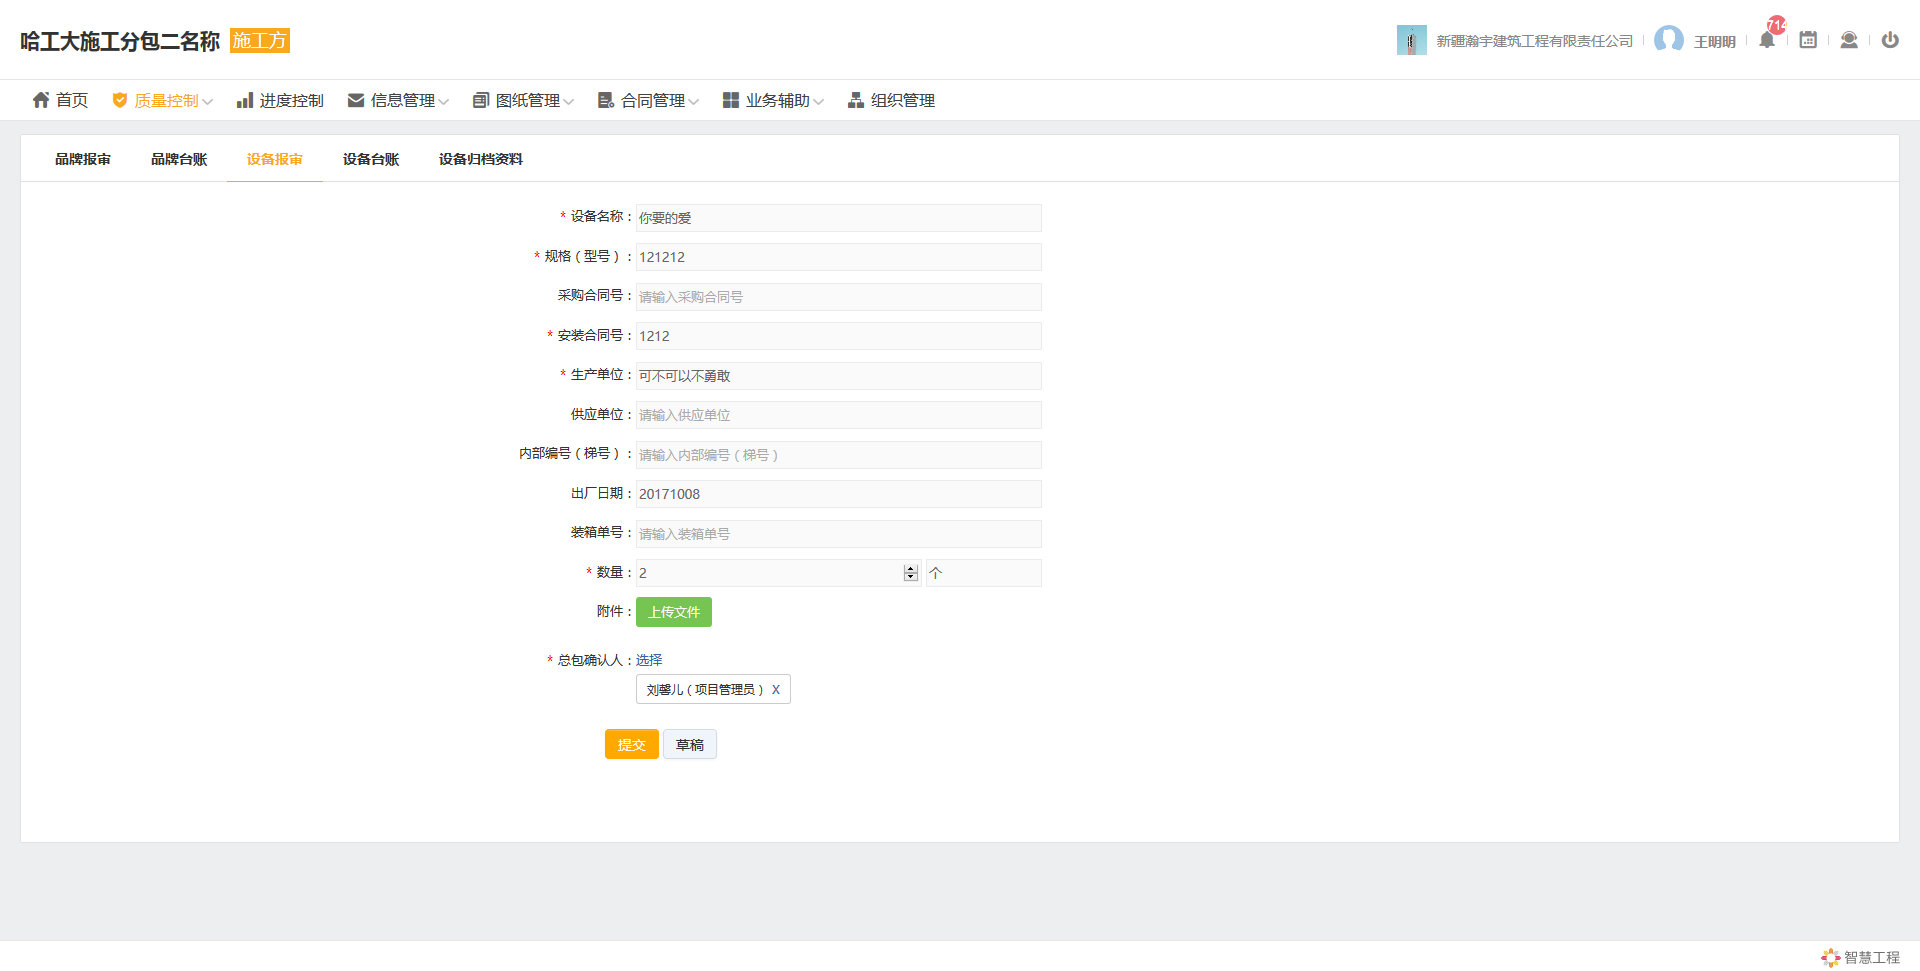 哈工大施工分包二名称 施工方
新疆瀚宇建筑工程有限责任公司 王明明 714
首页 质量控制 进度控制 信息管理 图纸管理 合同管理 业务辅助 组织管理
品牌报审 品牌台账 设备报审 设备台账 设备归档资料
* 设备名称： 你要的爱
* 规格（型号）： 121212
采购合同号： 请输入采购合同号
* 安装合同号： 1212
* 生产单位： 可不可以不勇敢
供应单位： 请输入供应单位
内部编号（梯号）： 请输入内部编号（梯号）
出厂日期： 20171008
装箱单号： 请输入装箱单号
* 数量： 2 个
附件： 上传文件
* 总包确认人： 选择
刘馨儿（项目管理员） X
提交 草稿
智慧工程